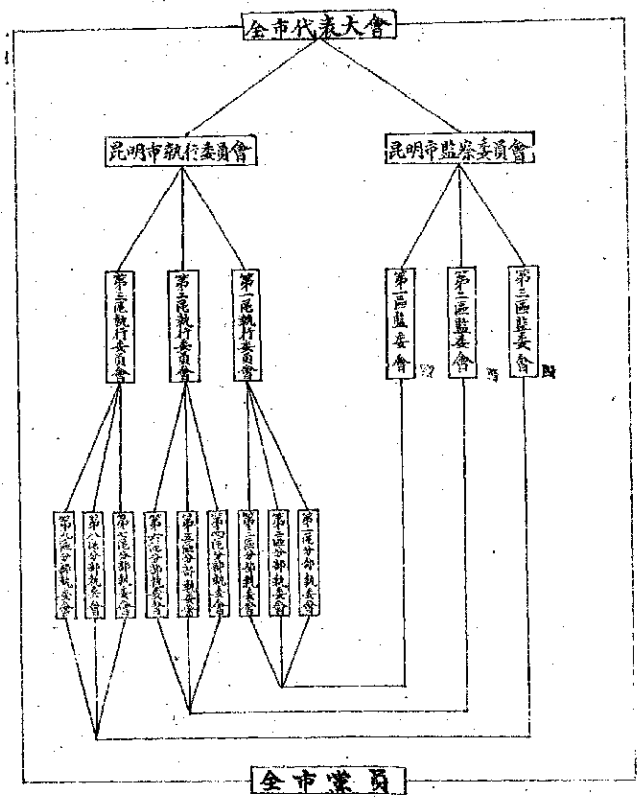 全市代表大會
昆明市執行委員會
昆明市監察委員會
第三區執行委員會
第二區執行委員會
第一區執行委員會
第一區監委會
第二區監委會
第三區監委會
第九區分部執委會
第八區分部執委會
第七區分部執委會
第六區分部執委會
第五區分部執委會
第四區分部執委會
第三區分部執委會
第二區分部執委會
第一區分部執委會
全市黨員